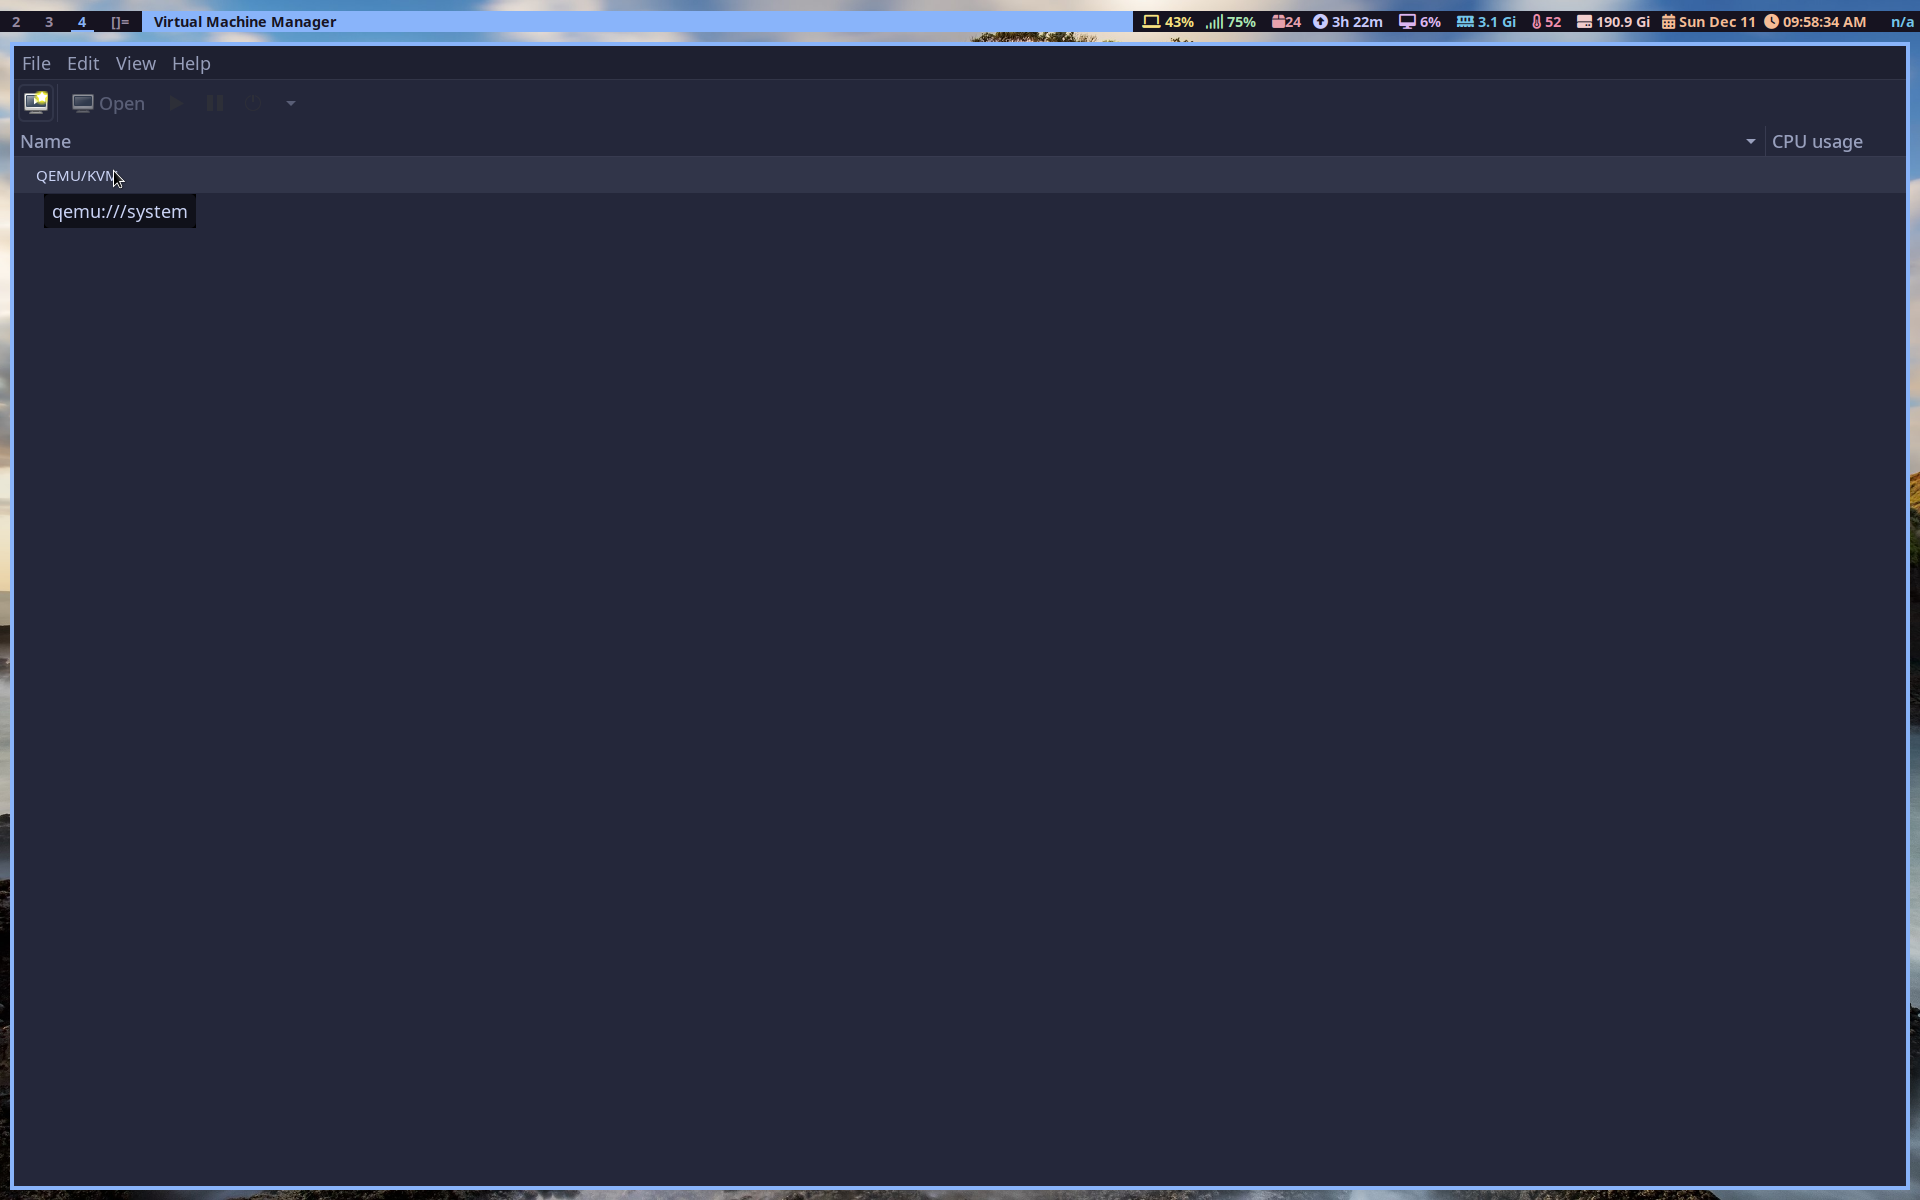 2 3 4 []= Virtual Machine Manager 43% 75% 24 3h 22m 6% 3.1 Gi 52 190.9 Gi Sun Dec 11 09:58:34 AM n/a
File Edit View Help
Open
Name CPU usage
QEMU/KVM
qemu:///system